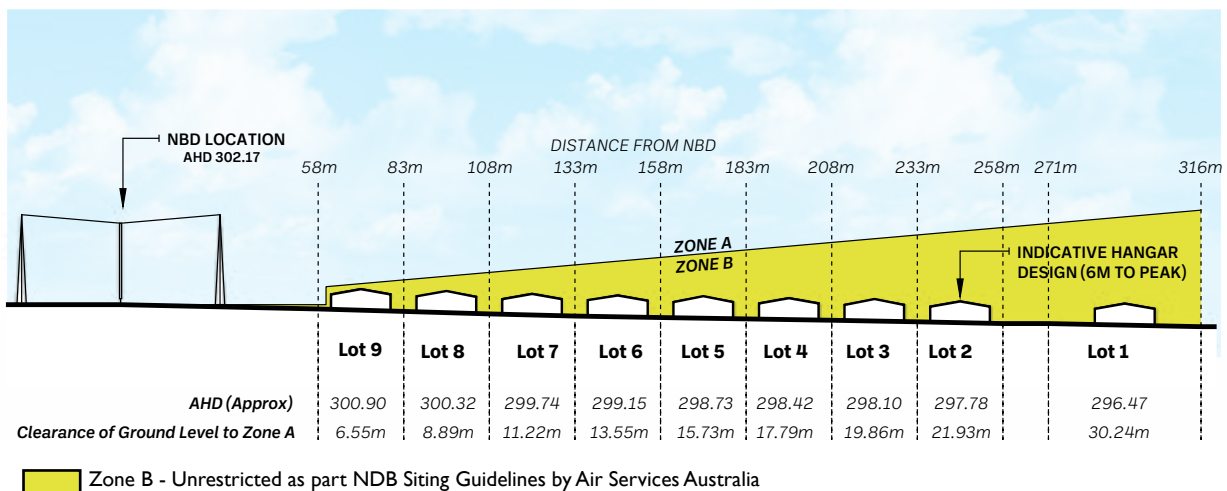 NBD LOCATION
AHD 302.17
DISTANCE FROM NBD
58m 83m 108m 133m 158m 183m 208m 233m 258m 271m 316m
ZONE A
ZONE B
INDICATIVE HANGAR
DESIGN (6M TO PEAK)
Lot 9 Lot 8 Lot 7 Lot 6 Lot 5 Lot 4 Lot 3 Lot 2 Lot 1
AHD (Approx) 300.90 300.32 299.74 299.15 298.73 298.42 298.10 297.78 296.47
Clearance of Ground Level to Zone A 6.55m 8.89m 11.22m 13.55m 15.73m 17.79m 19.86m 21.93m 30.24m
Zone B - Unrestricted as part NDB Siting Guidelines by Air Services Australia